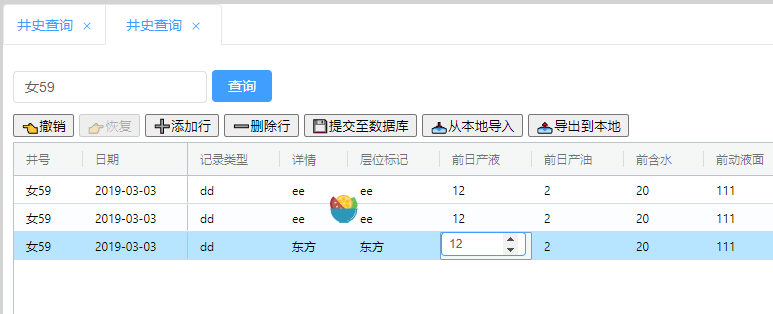 井史查询 × 井史查询 ×
女59 查询
撤销 恢复 添加行 删除行 提交至数据库 从本地导入 导出到本地
井号 日期 记录类型 详情 层位标记 前日产液 前日产油 前含水 前动液面
女59 2019-03-03 dd ee ee 12 2 20 111
女59 2019-03-03 dd ee ee 12 2 20 111
女59 2019-03-03 dd 东方 东方 12 2 20 111